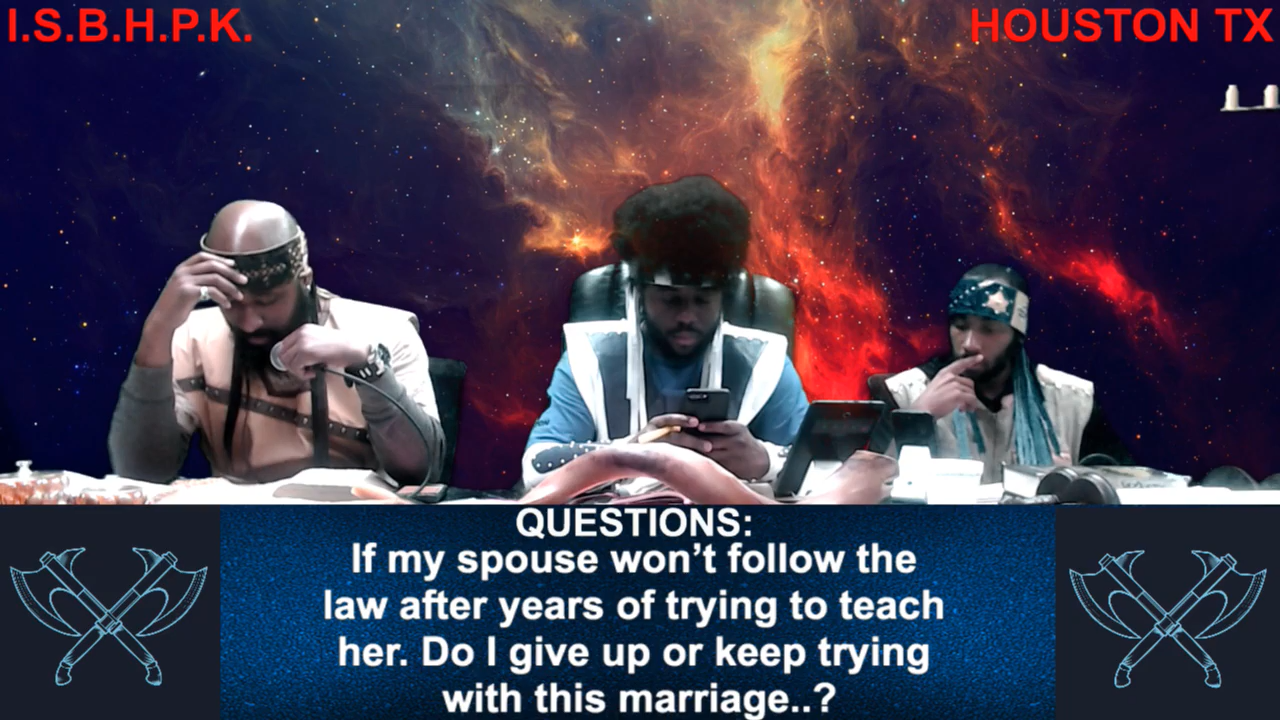 I.S.B.H.P.K.
HOUSTON TX
QUESTIONS:
If my spouse won’t follow the
law after years of trying to teach
her. Do I give up or keep trying
with this marriage..?